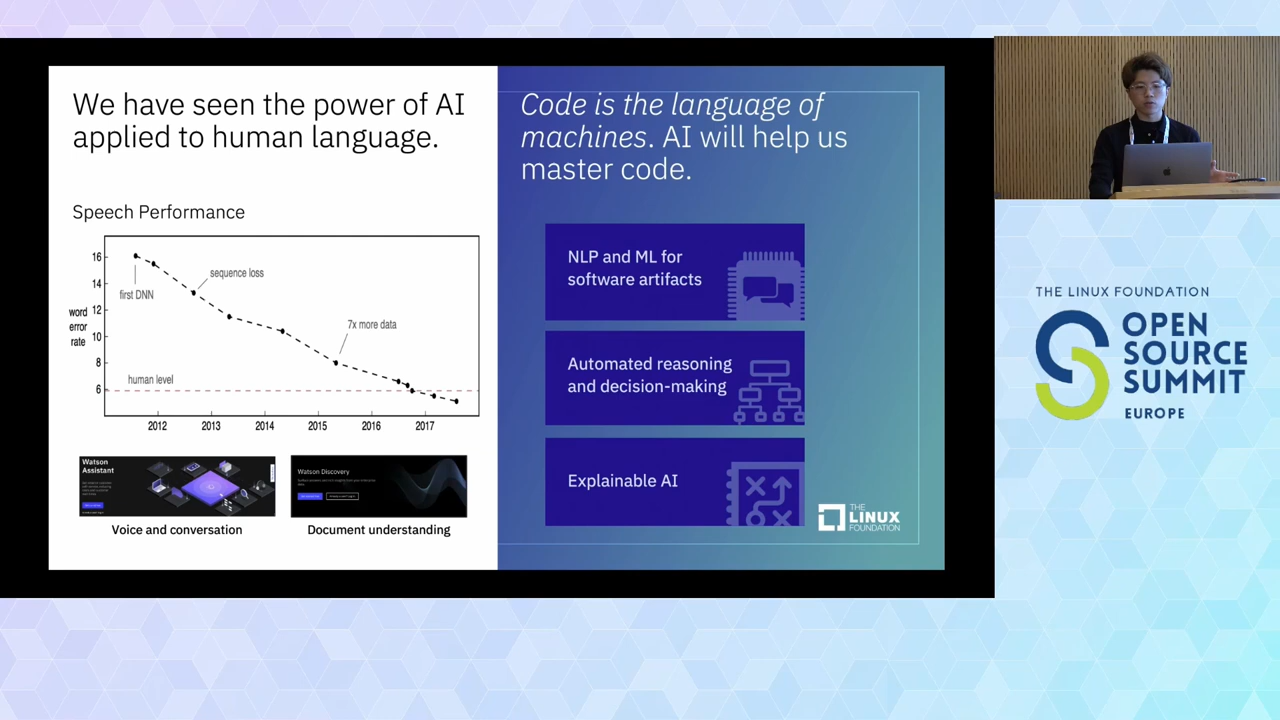 We have seen the power of AI
applied to human language.
Speech Performance
16
14
12
10
8
6
word
error
rate
first DNN
sequence loss
7x more data
human level
2012
2013
2014
2015
2016
2017
Watson
Assistant
Watson Discovery
Voice and conversation
Document understanding
Code is the language of
machines. AI will help us
master code.
NLP and ML for
software artifacts
Automated reasoning
and decision-making
Explainable AI
THE
LINUX
FOUNDATION
THE LINUX FOUNDATION
OPEN
SOURCE
SUMMIT
EUROPE